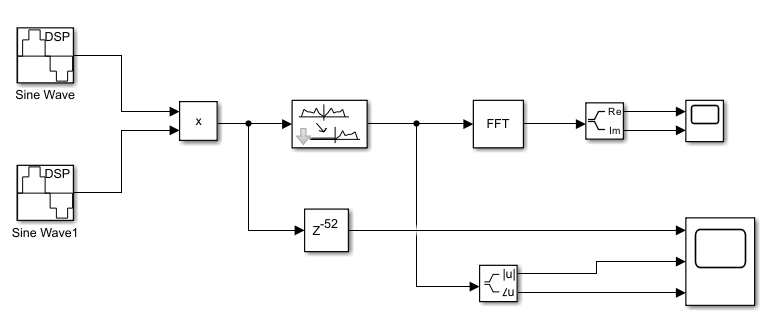 DSP
Sine Wave
x
FFT
Re
Im
DSP
Sine Wave1
Z-52
|u|
∠u